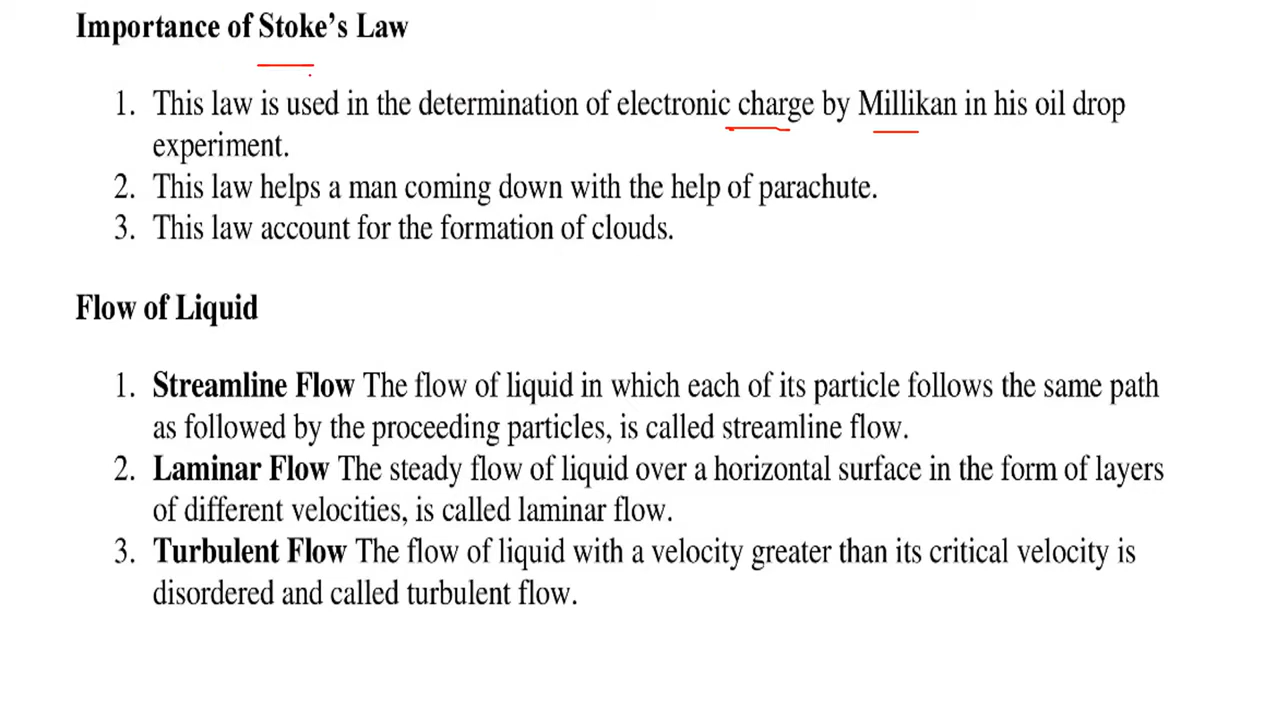 Importance of Stoke's Law
1. This law is used in the determination of electronic charge by Millikan in his oil drop
experiment.
2. This law helps a man coming down with the help of parachute.
3. This law account for the formation of clouds.
Flow of Liquid
1. Streamline Flow The flow of liquid in which each of its particle follows the same path
as followed by the proceeding particles, is called streamline flow.
2. Laminar Flow The steady flow of liquid over a horizontal surface in the form of layers
of different velocities, is called laminar flow.
3. Turbulent Flow The flow of liquid with a velocity greater than its critical velocity is
disordered and called turbulent flow.